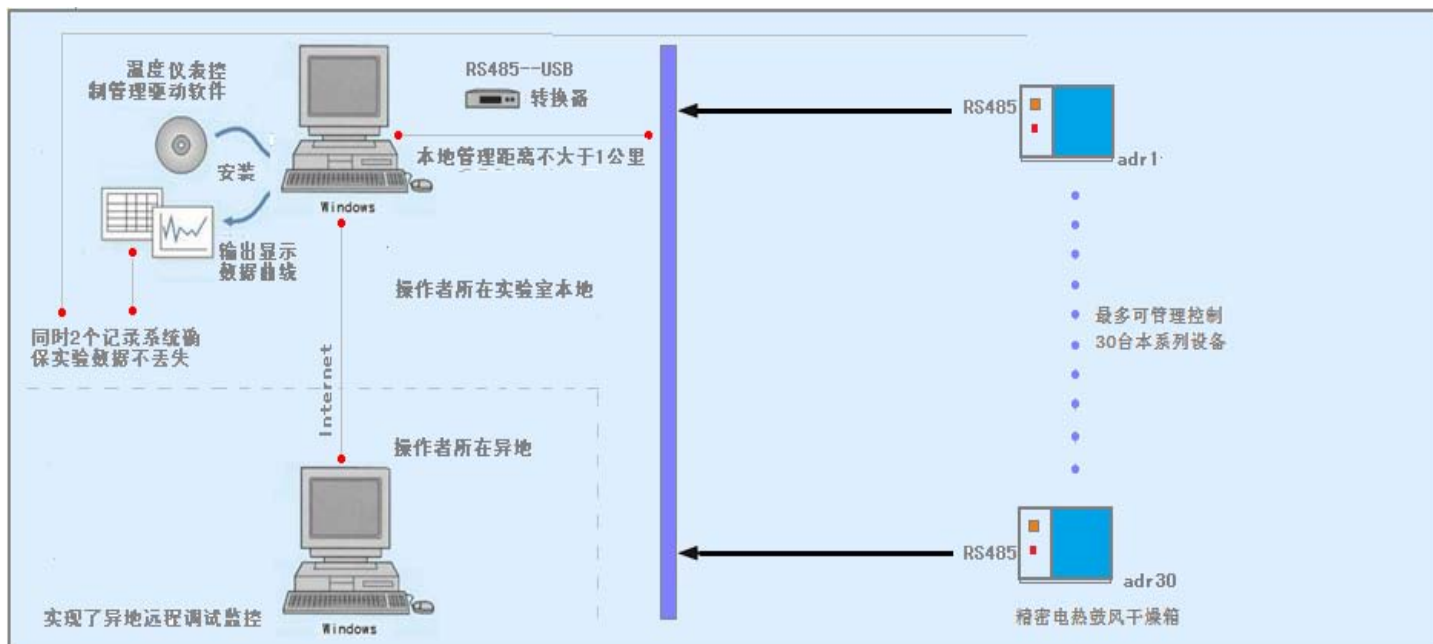 温度仪表控
制管理驱动软件
安装
Windows
RS485--USB
转换器
本地管理距离不大于1公里
RS485
adr1
输出显示
数据曲线
操作者所在实验室本地
同时2个记录系统确
保实验数据不丢失
最多可管理控制
30台本系列设备
Internet
操作者所在异地
Windows
实现了异地远程调试监控
RS485
adr30
精密电热鼓风干燥箱